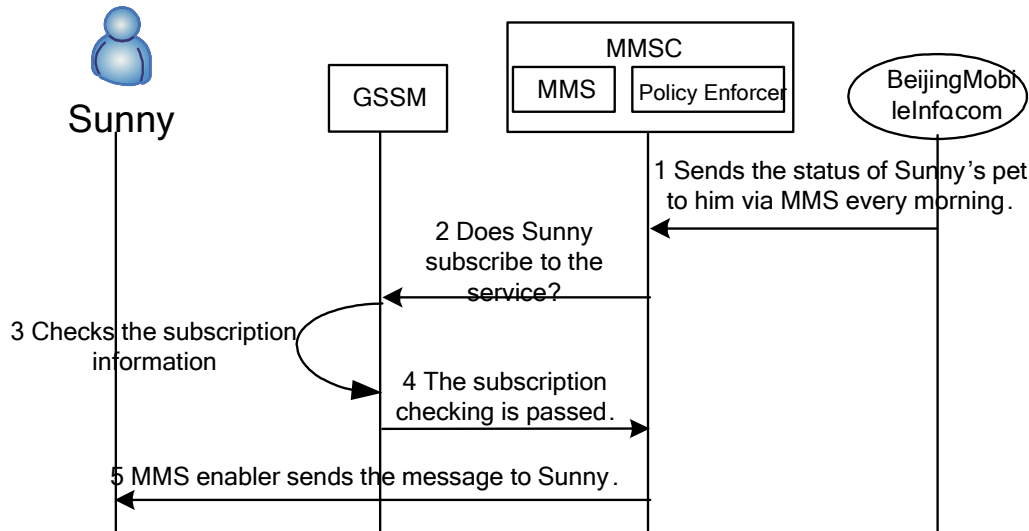 Sunny
GSSM
MMSC
MMS
Policy Enforcer
BeijingMobi
leInfo.com
1 Sends the status of Sunny's pet
to him via MMS every morning.
2 Does Sunny
subscribe to the
service?
3 Checks the subscription
information
4 The subscription
checking is passed.
5 MMS enabler sends the message to Sunny.